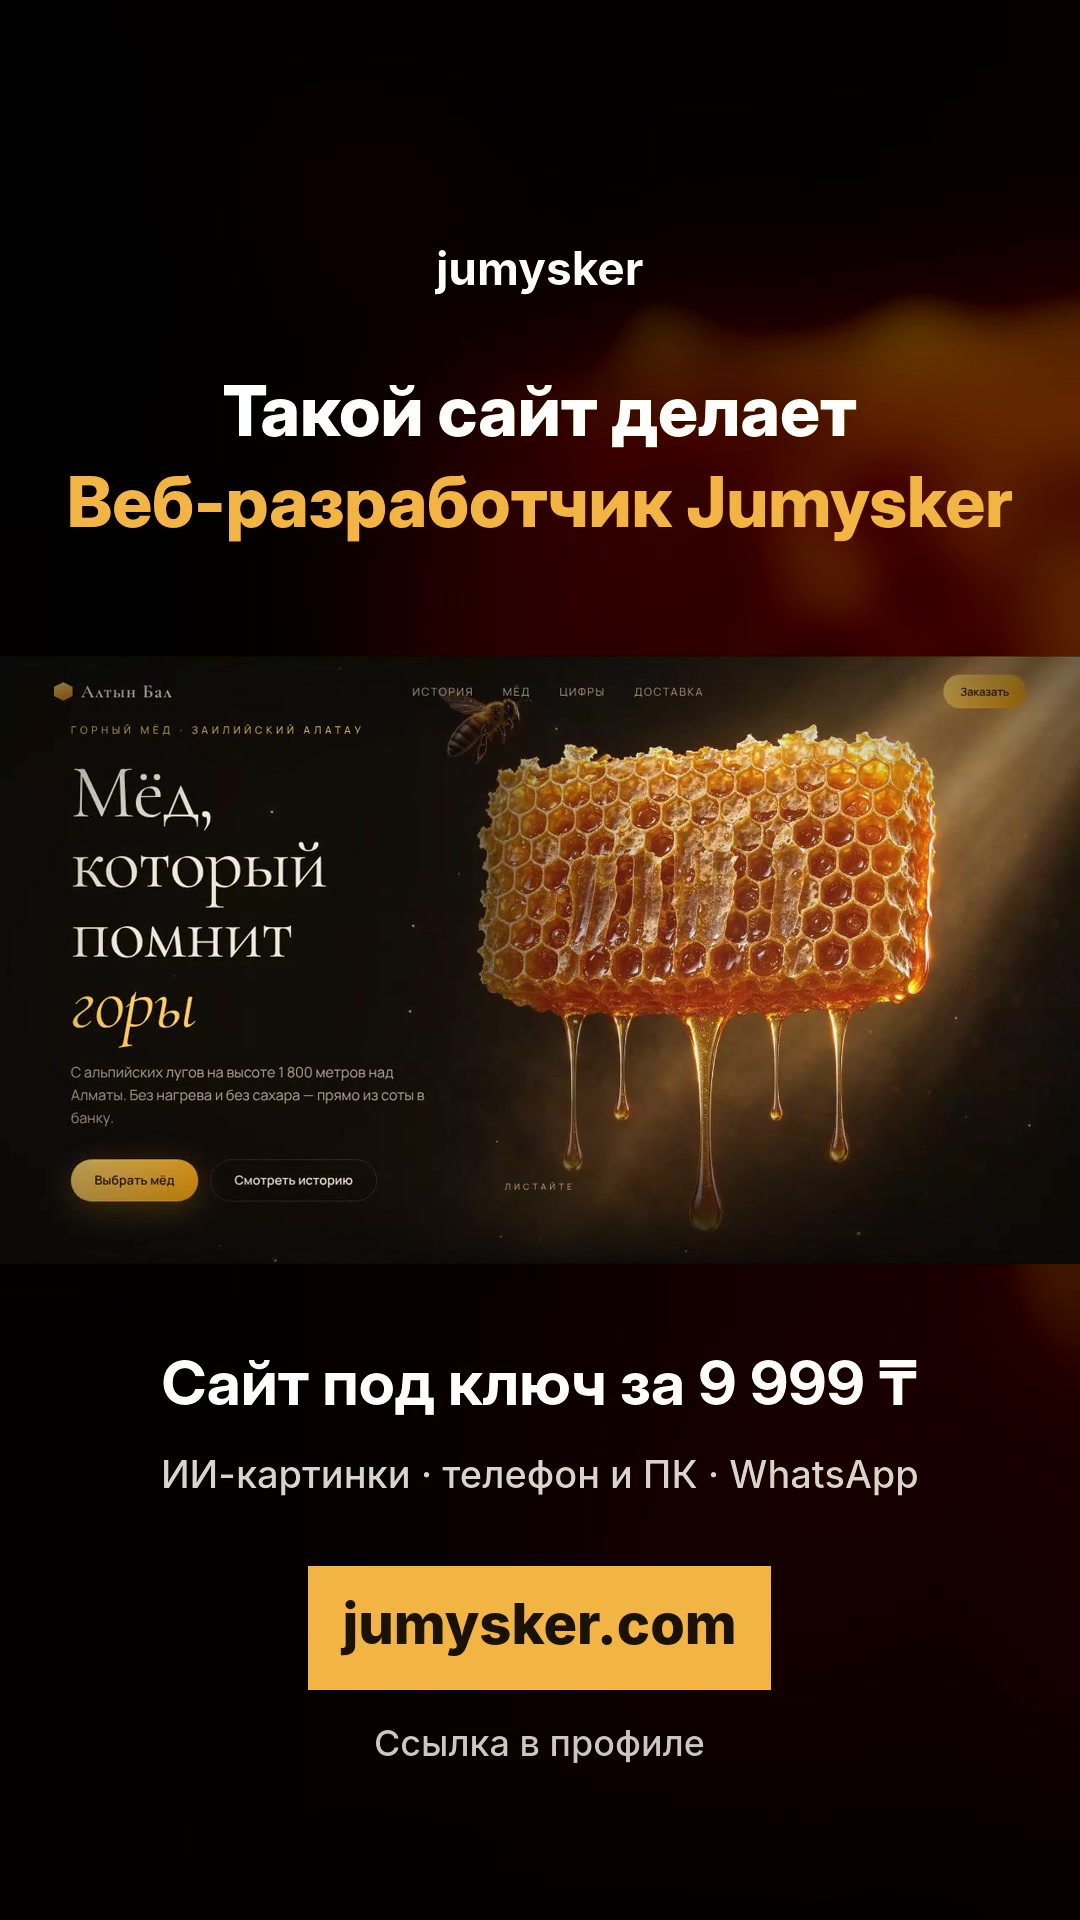 jumysker
Такой сайт делает
Веб-разработчик Jumysker
Алтын Бал
ИСТОРИЯ МЁД ЦИФРЫ ДОСТАВКА
Заказать
ГОРНЫЙ МЁД · ЗАИЛИЙСКИЙ АЛАТАУ
Мёд,
который
помнит
горы
С альпийских лугов на высоте 1 800 метров над
Алматы. Без нагрева и без сахара — прямо из соты в
банку.
Выбрать мёд
Смотреть историю
ЛИСТАЙТЕ
Сайт под ключ за 9 999 ₸
ИИ-картинки · телефон и ПК · WhatsApp
jumysker.com
Ссылка в профиле